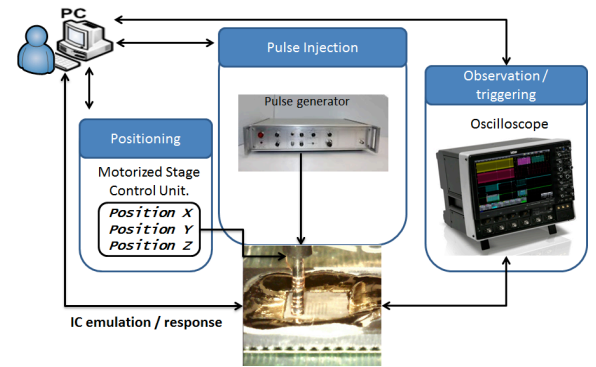 PC
Pulse Injection
Pulse generator
Observation /
triggering
Oscilloscope
Positioning
Motorized Stage
Control Unit.
Position X
Position Y
Position Z
IC emulation / response